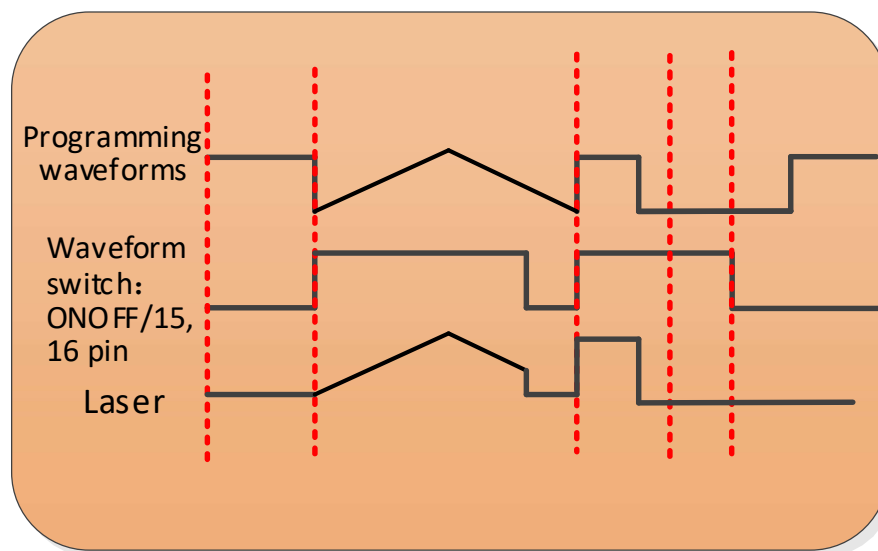 Programming
waveforms
Waveform
switch：
ONOFF/15,
16 pin
Laser